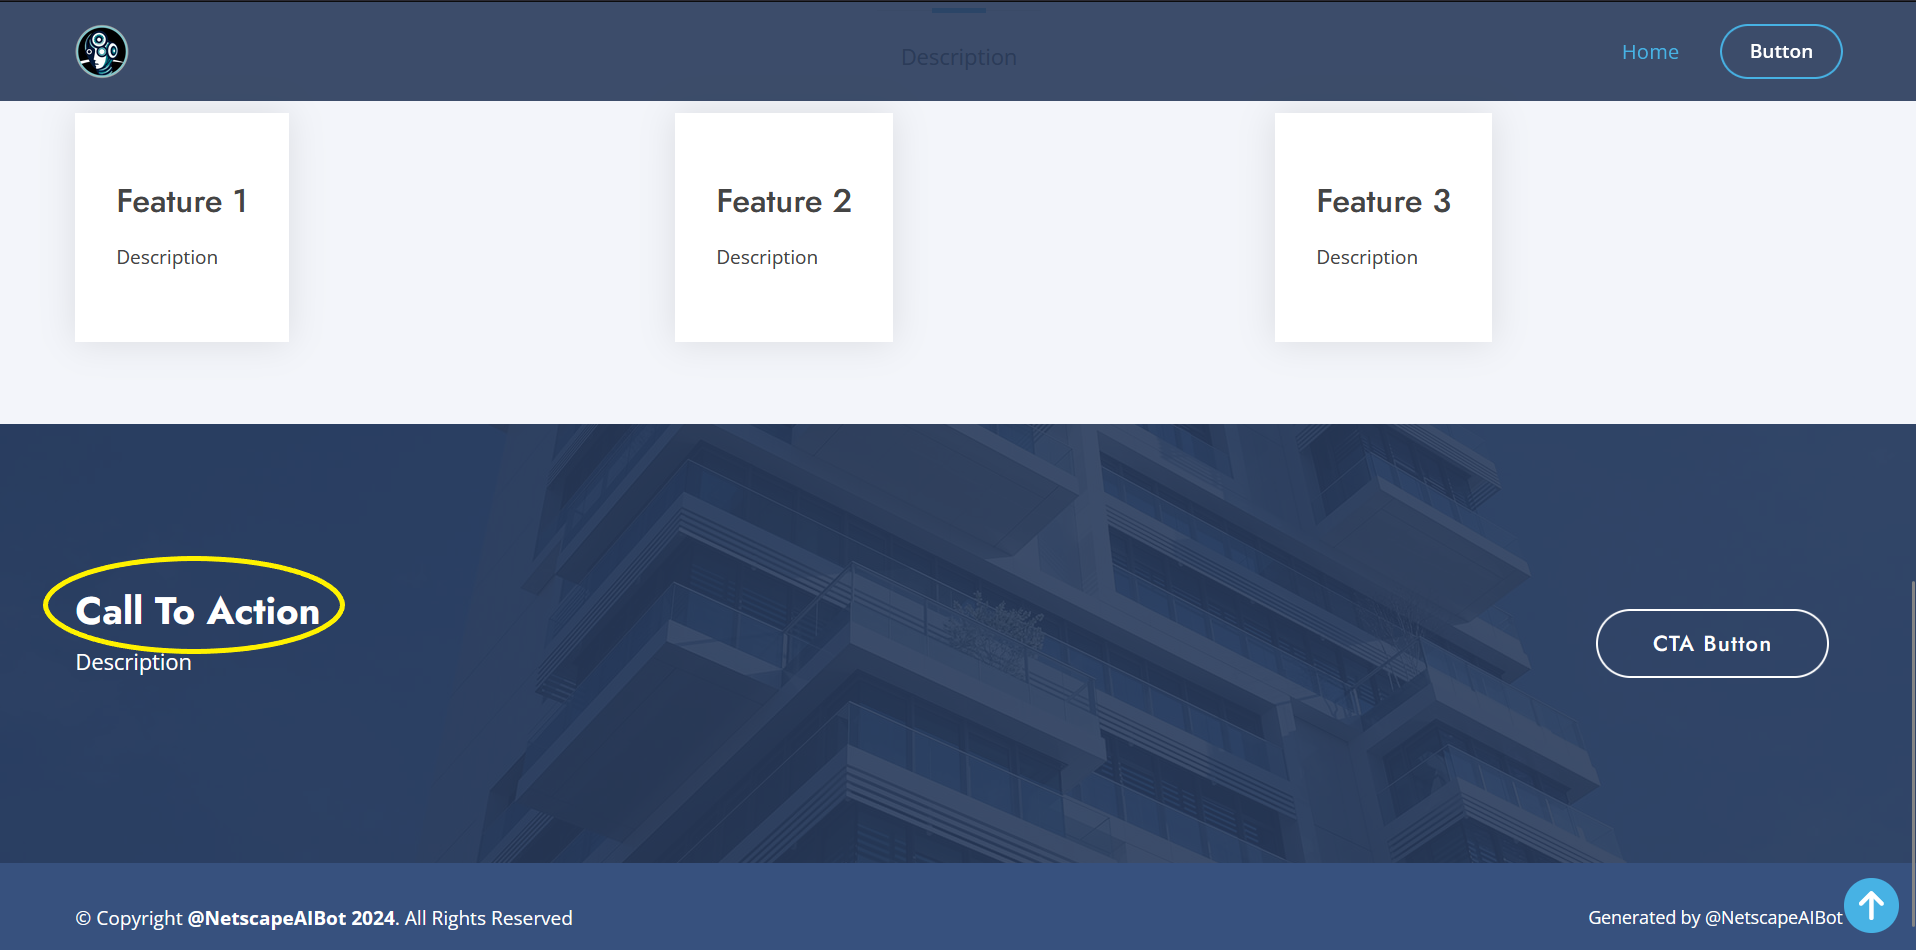 Description
Home
Button
Feature 1
Description
Feature 2
Description
Feature 3
Description
Call To Action
Description
CTA Button
© Copyright @NetscapeAIBot 2024. All Rights Reserved
Generated by @NetscapeAIBot